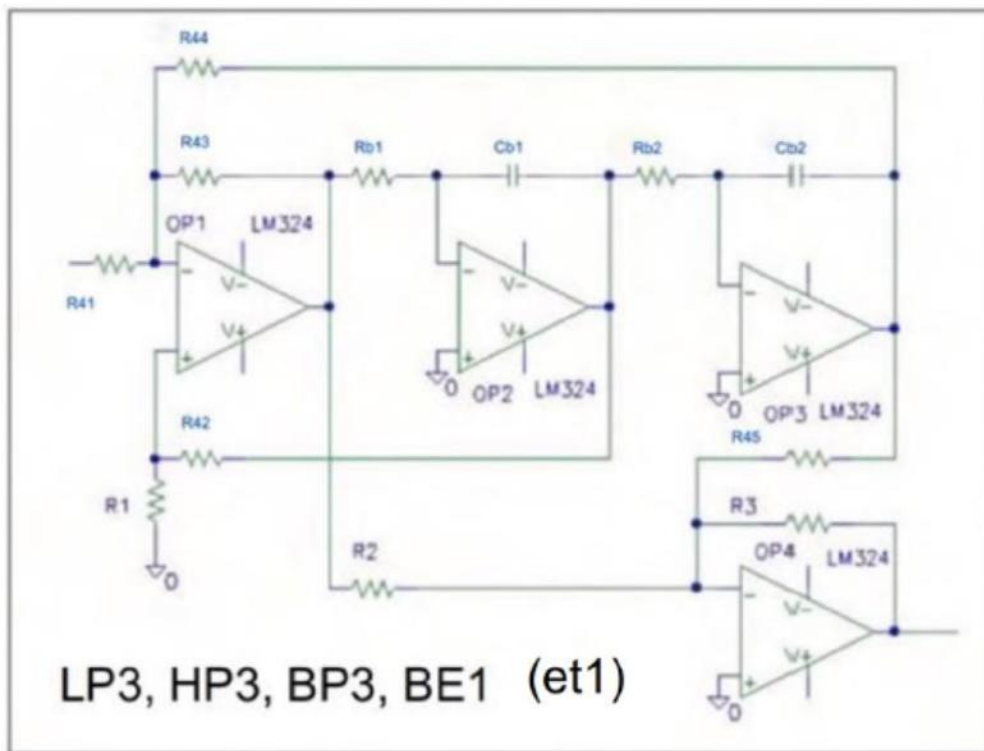 R44
R43
Rb1
Cb1
Rb2
Cb2
OP1
LM324
R41
V-
V+
V-
V+
OP2
LM324
0
V-
V+
OP3
LM324
0
R42
R45
R1
0
R2
R3
OP4
LM324
V-
V+
0
LP3, HP3, BP3, BE1 (et1)